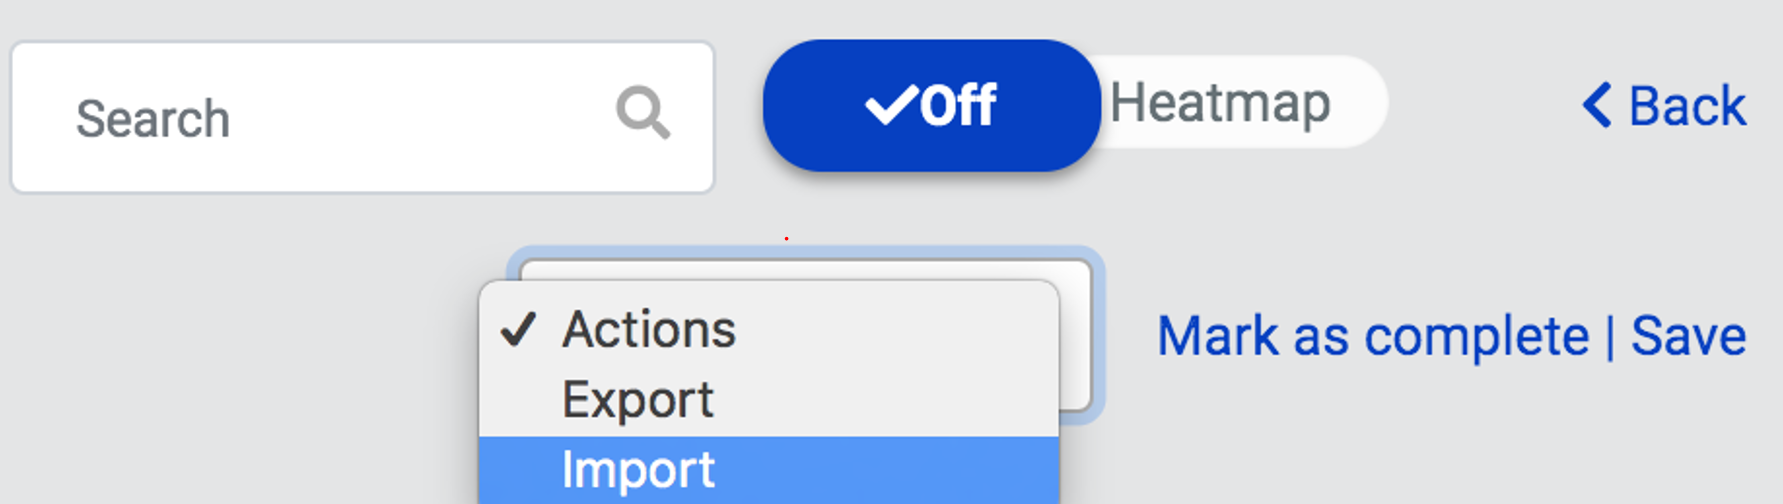 Search
Off Heatmap
Back
Actions
Export
Import
Mark as complete | Save